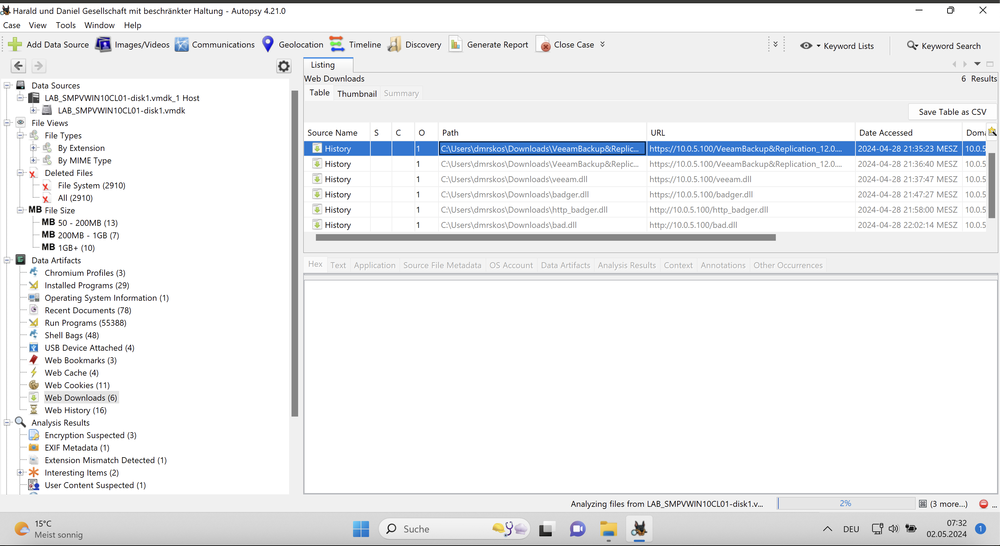 Harald und Daniel Gesellschaft mit beschränkter Haltung - Autopsy 4.21.0
Case View Tools Window Help
Add Data Source Images/Videos Communications Geolocation Timeline Discovery Generate Report Close Case Keyword Lists Keyword Search
Data Sources
LAB_SMPVWIN10CL01-disk1.vmdk_1 Host
LAB_SMPVWIN10CL01-disk1.vmdk
File Views
File Types
By Extension
By MIME Type
Deleted Files
File System (2910)
All (2910)
MB File Size
MB 50 - 200MB (13)
MB 200MB - 1GB (7)
MB 1GB+ (10)
Data Artifacts
Chromium Profiles (3)
Installed Programs (29)
Operating System Information (1)
Recent Documents (78)
Run Programs (55388)
Shell Bags (48)
USB Device Attached (4)
Web Bookmarks (3)
Web Cache (4)
Web Cookies (11)
Web Downloads (6)
Web History (16)
Analysis Results
Encryption Suspected (3)
EXIF Metadata (1)
Extension Mismatch Detected (1)
Interesting Items (2)
User Content Suspected (1)
Listing
Web Downloads 6 Results
Table Thumbnail Summary
Save Table as CSV
Source Name S C O Path URL Date Accessed Doma
History 1 C:\Users\dmrskos\Downloads\VeeamBackup&Replic... https://10.0.5.100/VeeamBackup&Replication_12.0.... 2024-04-28 21:35:23 MESZ 10.0.5
History 1 C:\Users\dmrskos\Downloads\VeeamBackup&Replic... https://10.0.5.100/VeeamBackup&Replication_12.0.... 2024-04-28 21:36:40 MESZ 10.0.5
History 1 C:\Users\dmrskos\Downloads\veeam.dll https://10.0.5.100/veeam.dll 2024-04-28 21:37:47 MESZ 10.0.5
History 1 C:\Users\dmrskos\Downloads\badger.dll https://10.0.5.100/badger.dll 2024-04-28 21:47:27 MESZ 10.0.5
History 1 C:\Users\dmrskos\Downloads\http_badger.dll http://10.0.5.100/http_badger.dll 2024-04-28 21:58:00 MESZ 10.0.5
History 1 C:\Users\dmrskos\Downloads\bad.dll http://10.0.5.100/bad.dll 2024-04-28 22:02:14 MESZ 10.0.5
Hex Text Application Source File Metadata OS Account Data Artifacts Analysis Results Context Annotations Other Occurrences
Analyzing files from LAB_SMPVWIN10CL01-disk1.v... 2% (3 more...) ...
15°C
Meist sonnig
Suche
DEU
07:32
02.05.2024
1